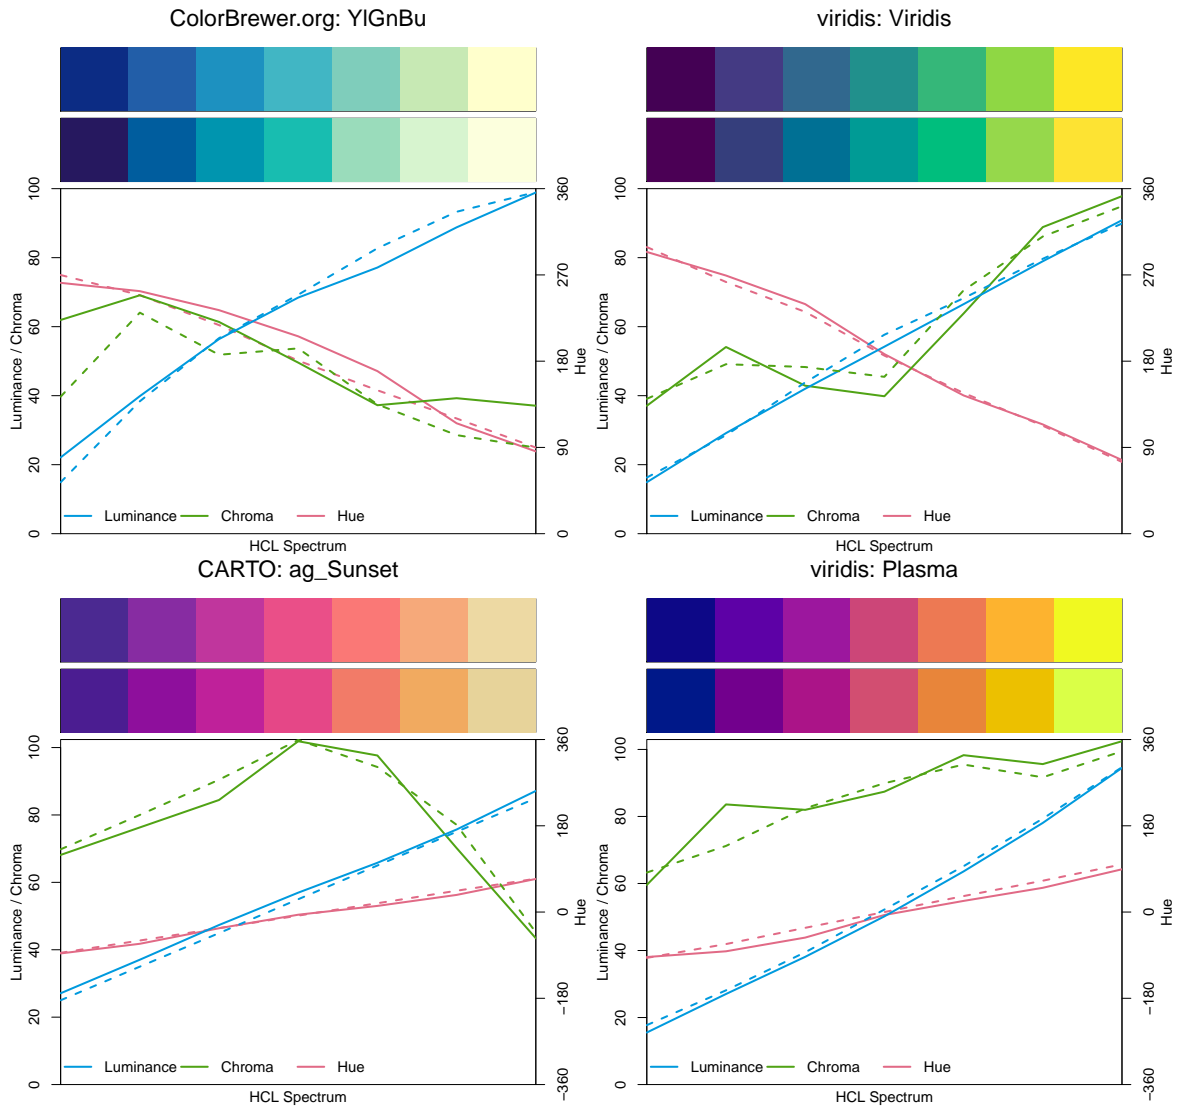 ColorBrewer.org: YlGnBu
viridis: Viridis
0 20 40 60 80 100
Luminance / Chroma
0 90 180 270 360
Hue
Luminance Chroma Hue
HCL Spectrum
0 20 40 60 80 100
Luminance / Chroma
0 90 180 270 360
Hue
Luminance Chroma Hue
HCL Spectrum
CARTO: ag_Sunset
viridis: Plasma
0 20 40 60 80 100
Luminance / Chroma
−360 −180 0 180 360
Hue
Luminance Chroma Hue
HCL Spectrum
0 20 40 60 80 100
Luminance / Chroma
−360 −180 0 180 360
Hue
Luminance Chroma Hue
HCL Spectrum